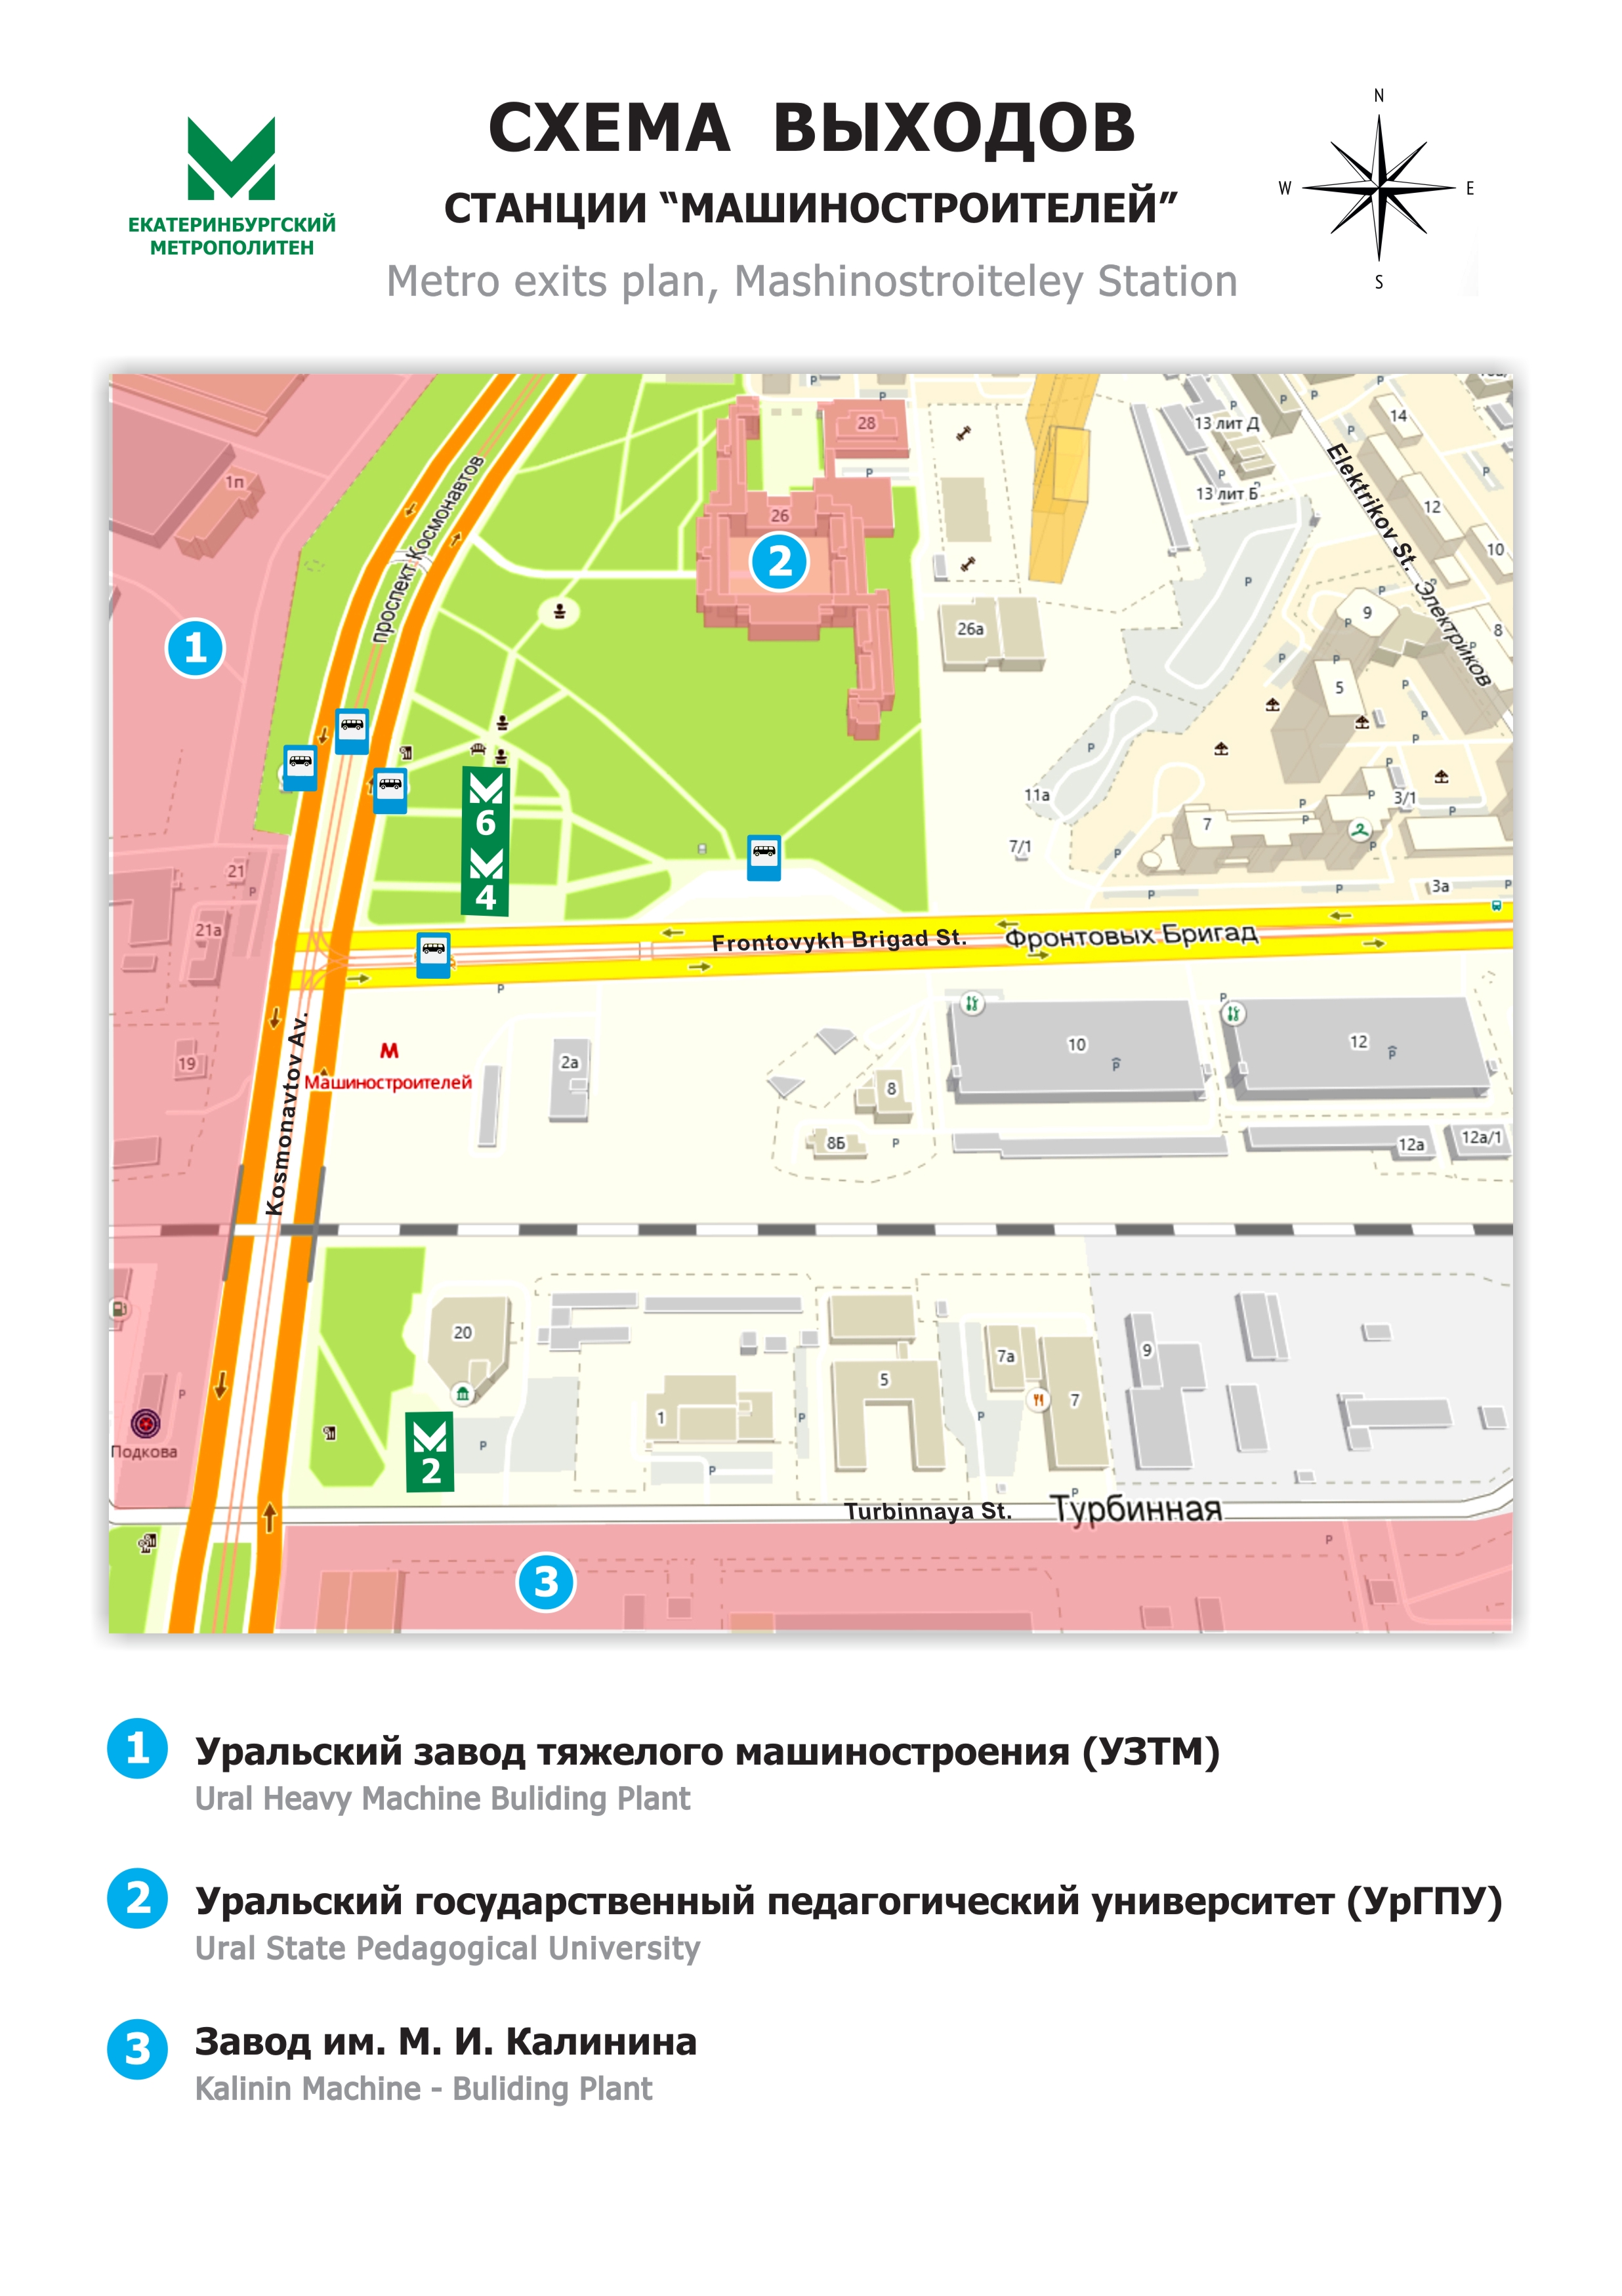 СХЕМА ВЫХОДОВ
СТАНЦИИ “МАШИНОСТРОИТЕЛЕЙ”
Metro exits plan, Mashinostroiteley Station
ЕКАТЕРИНБУРГСКИЙ
МЕТРОПОЛИТЕН
N
W E
S
1п
проспект Космонавтов
28
26
2
1
26а
13 лит Д
13 лит Б
14
12
10
Elektrikov St.
Электриков
9
8
5
11а
3/1
7
7/1
3а
6
4
21
21а
Frontovykh Brigad St.
Фронтовых Бригад
19
Kosmonavtov Av.
М
Машиностроителей
2а
8
8Б
10
12
12а
12а/1
20
1
5
7а
7
9
Подкова
2
Turbinnaya St.
Турбинная
3
1 Уральский завод тяжелого машиностроения (УЗТМ)
Ural Heavy Machine Buliding Plant
2 Уральский государственный педагогический университет (УрГПУ)
Ural State Pedagogical University
3 Завод им. М. И. Калинина
Kalinin Machine - Buliding Plant